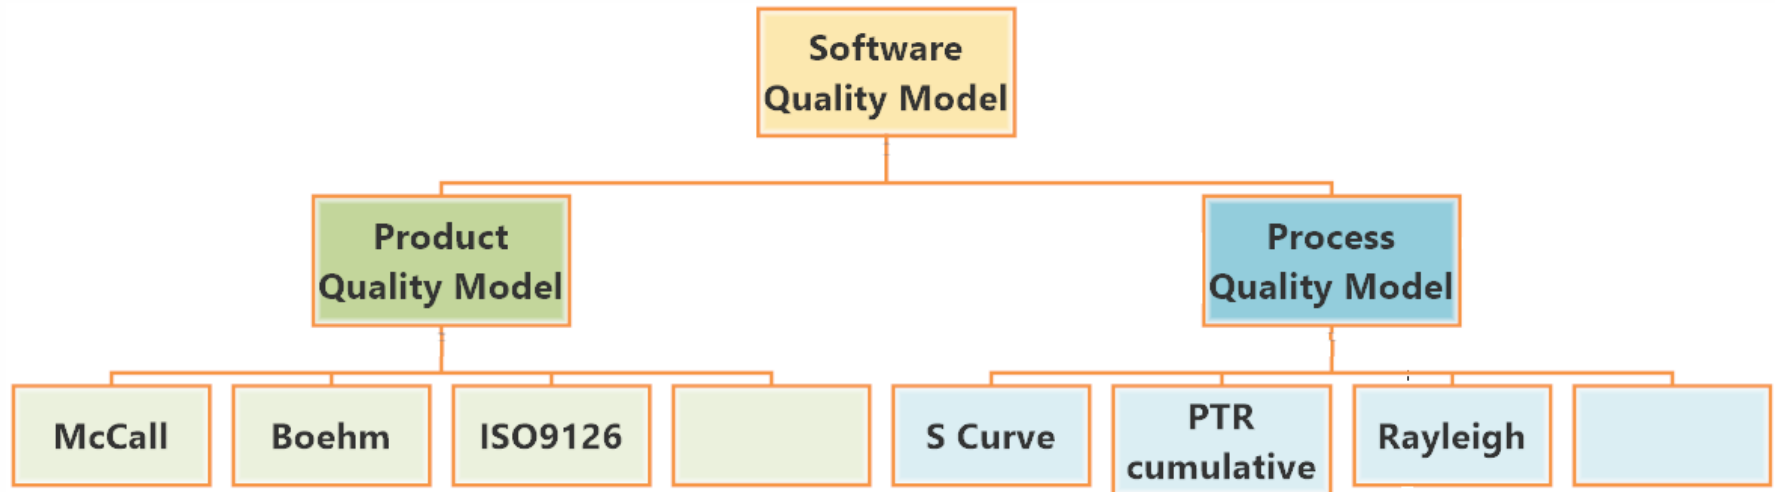 Software
Quality Model
Product
Quality Model
Process
Quality Model
McCall
Boehm
ISO9126
S Curve
PTR
cumulative
Rayleigh